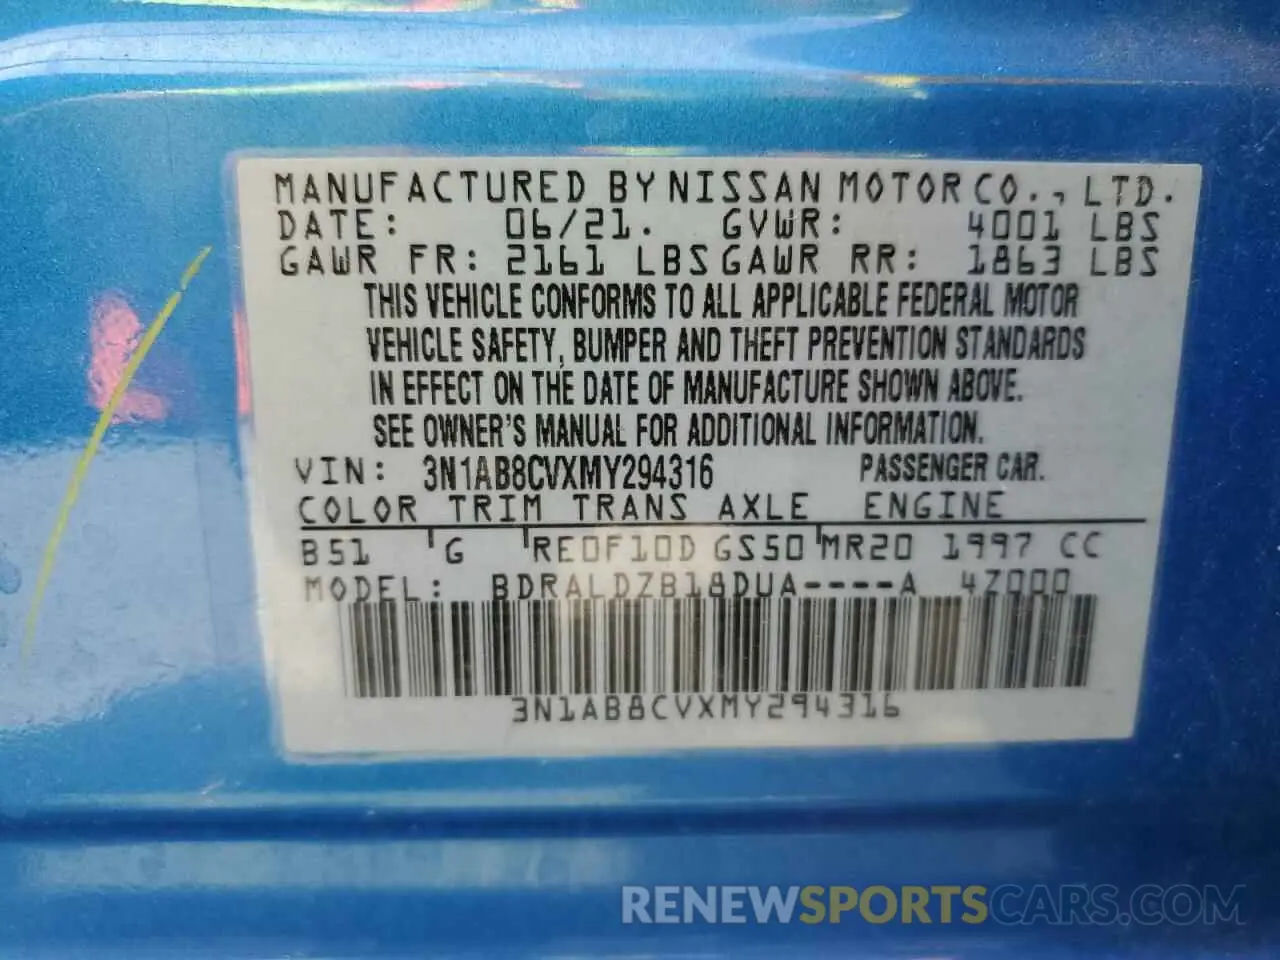 MANUFACTURED BY NISSAN MOTOR CO., LTD.
DATE: 06/21. GVWR: 4001 LBS
GAWR FR: 2161 LBS GAWR RR: 1863 LBS
THIS VEHICLE CONFORMS TO ALL APPLICABLE FEDERAL MOTOR
VEHICLE SAFETY, BUMPER AND THEFT PREVENTION STANDARDS
IN EFFECT ON THE DATE OF MANUFACTURE SHOWN ABOVE.
SEE OWNER'S MANUAL FOR ADDITIONAL INFORMATION.
VIN: 3N1AB8CVXMY294316 PASSENGER CAR.
COLOR TRIM TRANS AXLE ENGINE
B51 G RE0F10D GS50 MR20 1997 CC
MODEL: BDRALDZB18DUA----A 4Z000
3N1AB8CVXMY294316
RENEWSPORTSCARS.COM